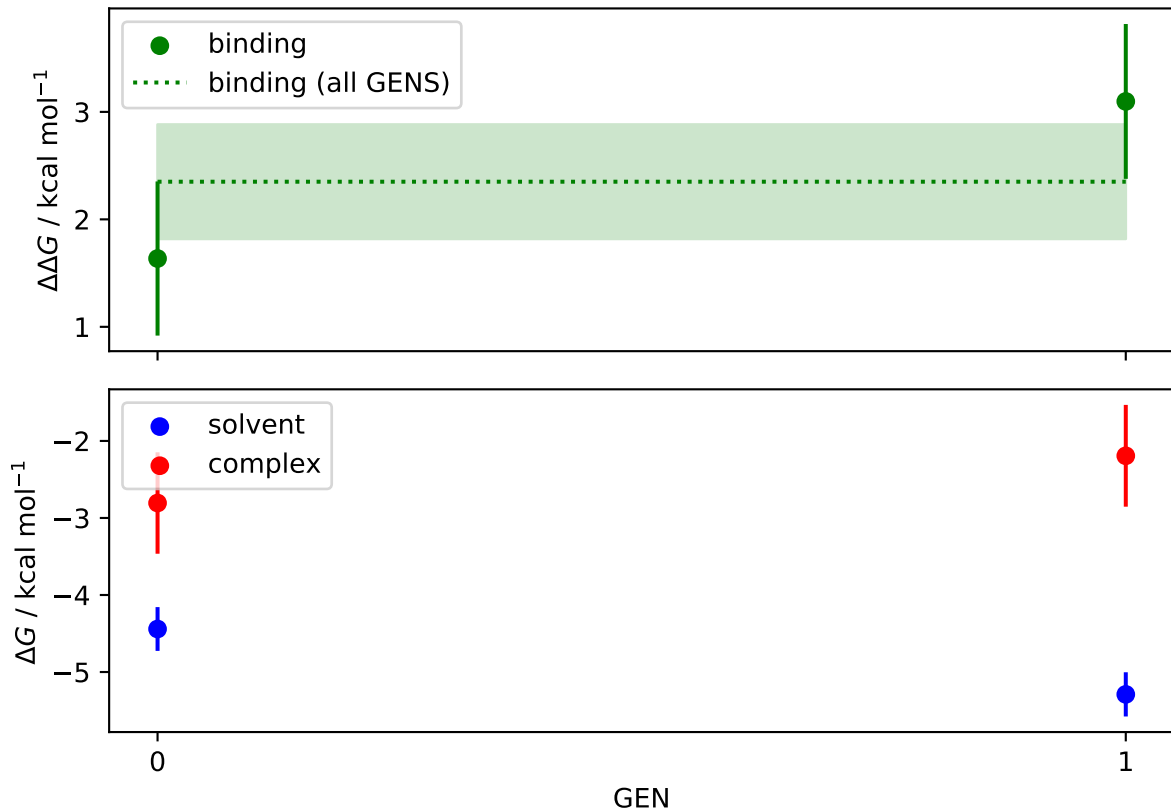 binding
binding (all GENS)
ΔΔG / kcal mol⁻¹
3
2
1
solvent
complex
ΔG / kcal mol⁻¹
−2
−3
−4
−5
0
1
GEN